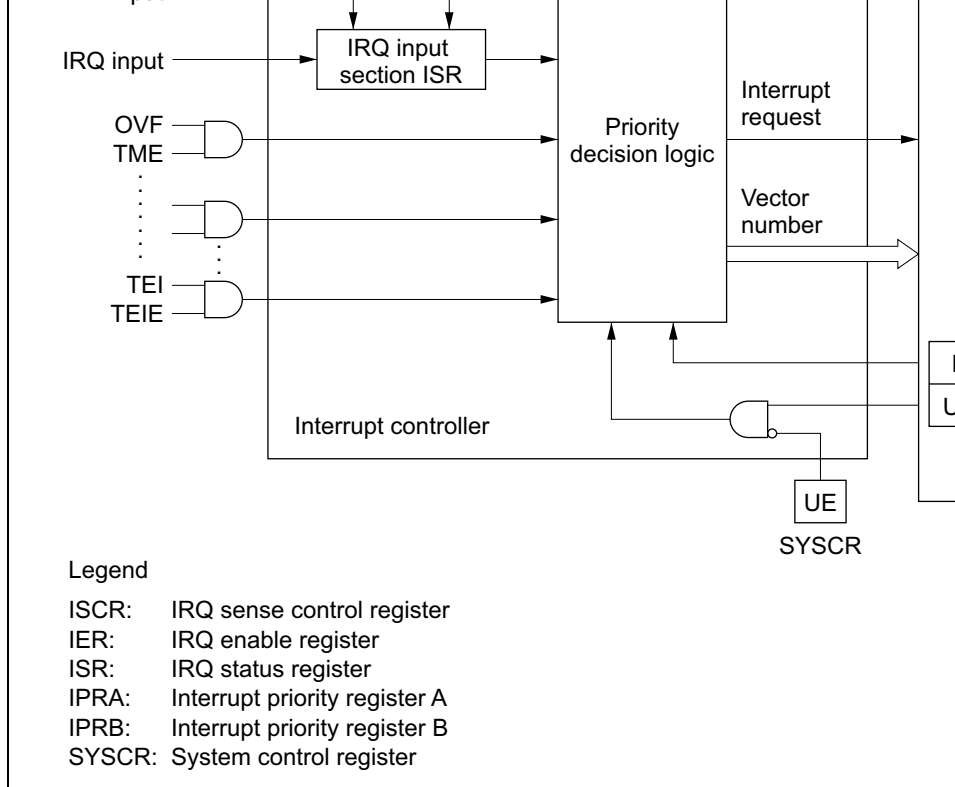 IRQ input
IRQ input
section ISR
OVF
TME
Priority
decision logic
Interrupt
request
Vector
number
TEI
TEIE
Interrupt controller
UE
SYSCR
Legend
ISCR: IRQ sense control register
IER: IRQ enable register
ISR: IRQ status register
IPRA: Interrupt priority register A
IPRB: Interrupt priority register B
SYSCR: System control register